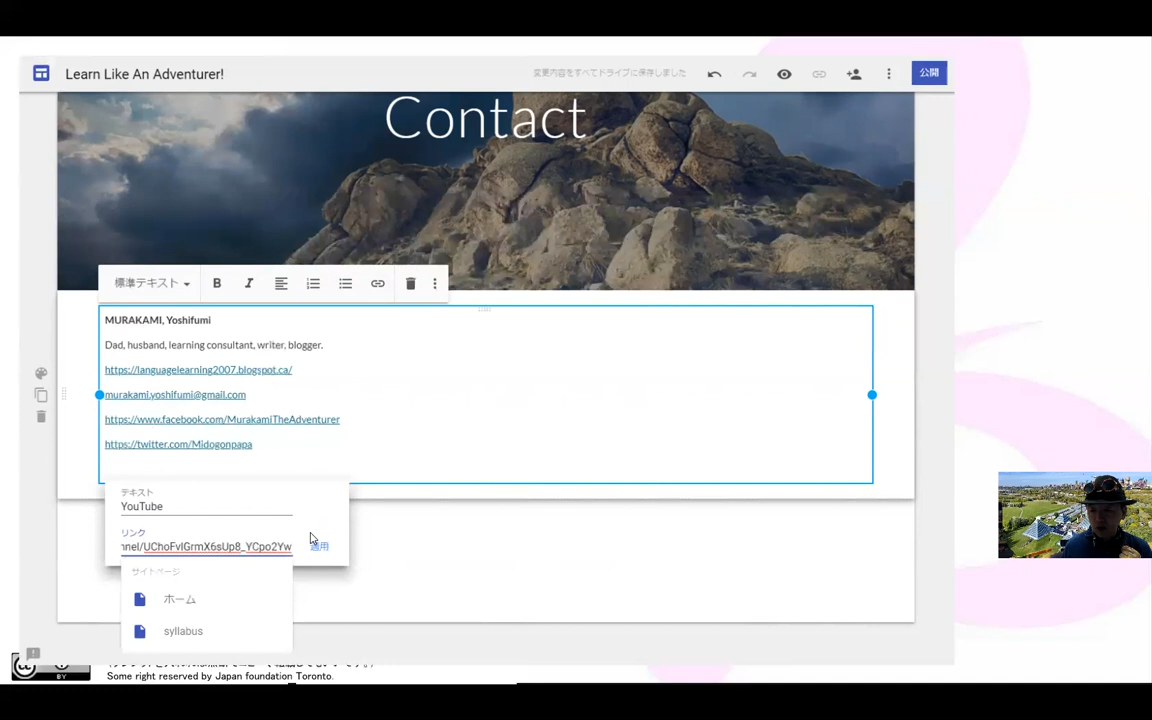 Learn Like An Adventurer!
変更内容をすべてドライブに保存しました
公開
Contact
標準テキスト
B
I
MURAKAMI, Yoshifumi
Dad, husband, learning consultant, writer, blogger.
https://languagelearning2007.blogspot.ca/
murakami.yoshifumi@gmail.com
https://www.facebook.com/MurakamiTheAdventurer
https://twitter.com/Midogonpapa
テキスト
YouTube
リンク
nnel/UChoFvIGrmX6sUp8_YCpo2Yw
適用
サイトページ
ホーム
syllabus
cc
BY
Some right reserved by Japan foundation Toronto.